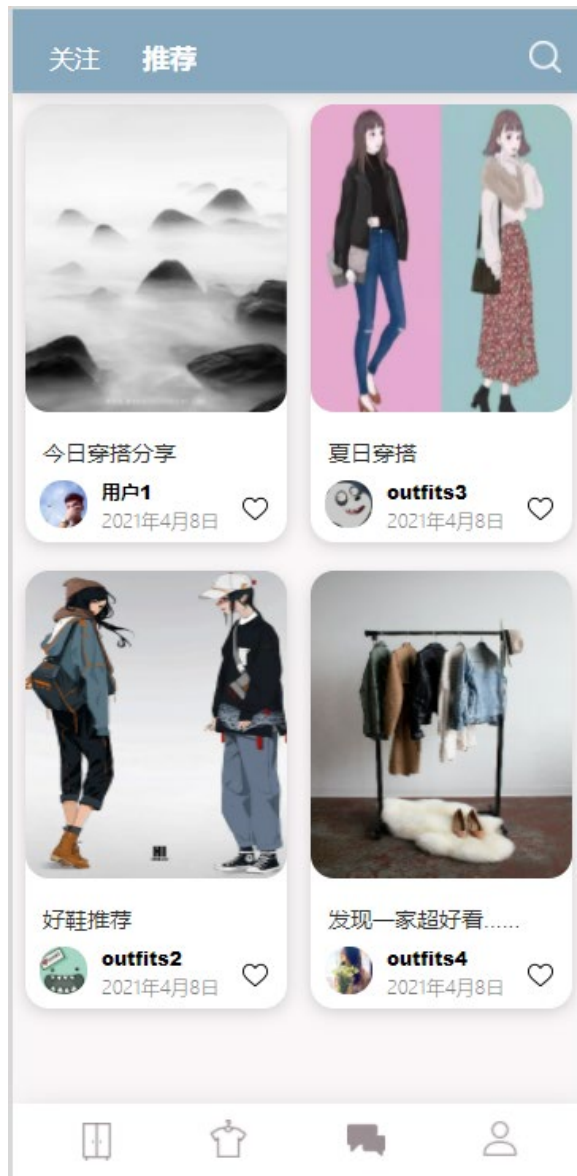 关注 推荐
今日穿搭分享
用户1
2021年4月8日
夏日穿搭
outfits3
2021年4月8日
HI
好鞋推荐
outfits2
2021年4月8日
发现一家超好看......
outfits4
2021年4月8日